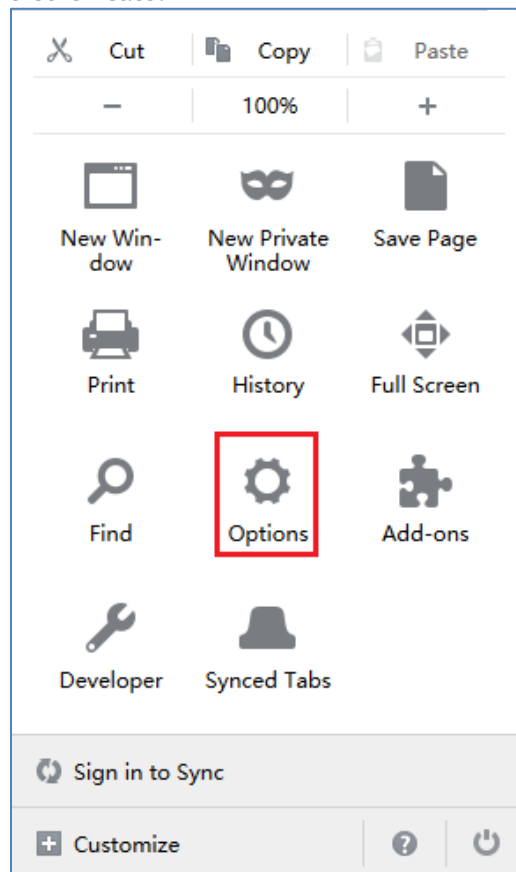 Cut Copy Paste
− 100% +
New Win- New Private Save Page
dow Window
Print History Full Screen
Find Options Add-ons
Developer Synced Tabs
Sign in to Sync
Customize ?